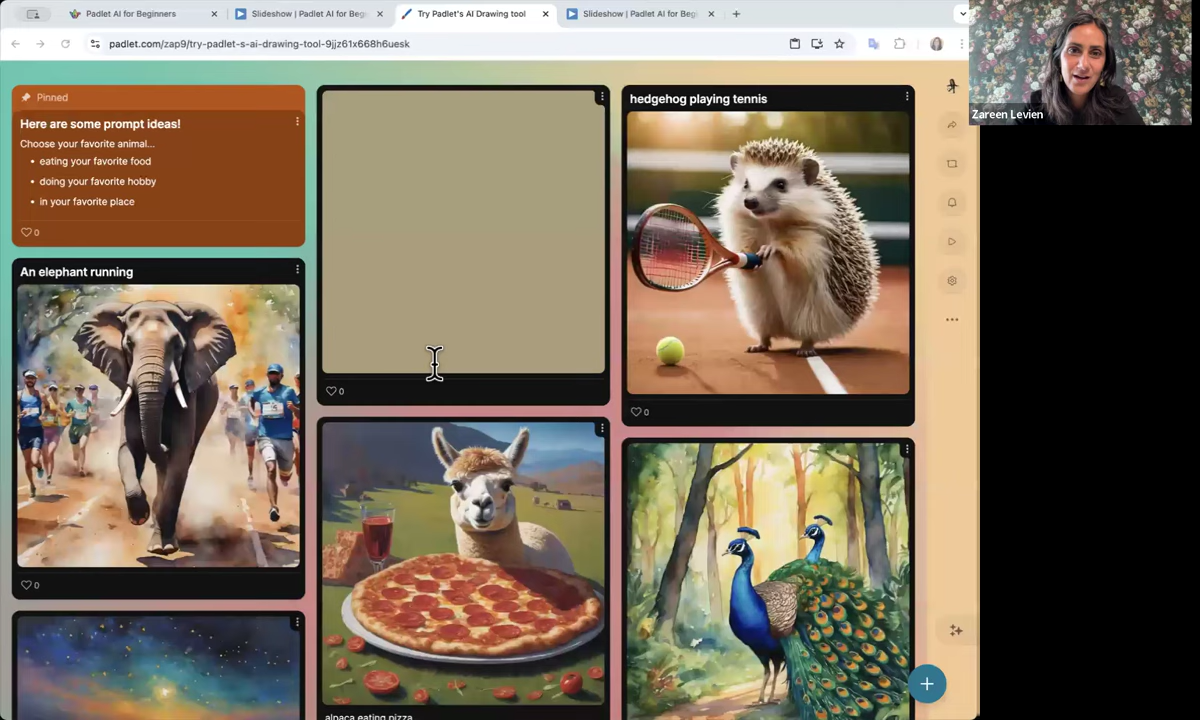 Padlet AI for Beginners
Slideshow | Padlet AI for Beg
Try Padlet's AI Drawing tool
Slideshow | Padlet AI for Beg
padlet.com/zap9/try-padlet-s-ai-drawing-tool-9jjz61x668h6uesk
Zareen Levien
Pinned
Here are some prompt ideas!
Choose your favorite animal...
• eating your favorite food
• doing your favorite hobby
• in your favorite place
0
An elephant running
0
0
alpaca eating pizza
hedgehog playing tennis
0